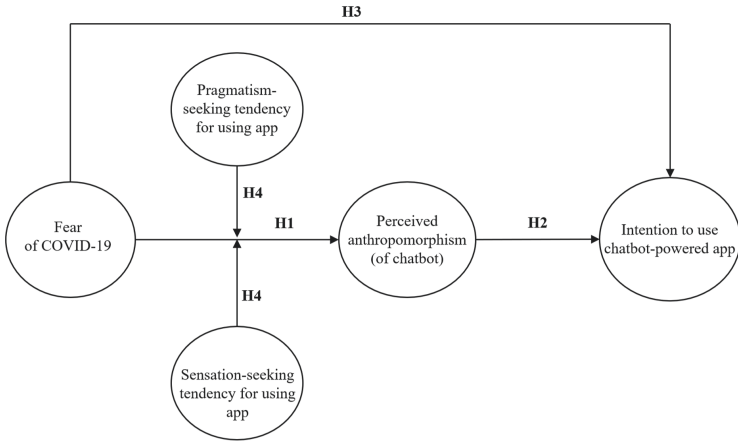 H3
Pragmatism-
seeking tendency
for using app
H4
Fear
of COVID-19
H1
Perceived
anthropomorphism
(of chatbot)
H2
Intention to use
chatbot-powered app
H4
Sensation-seeking
tendency for using
app